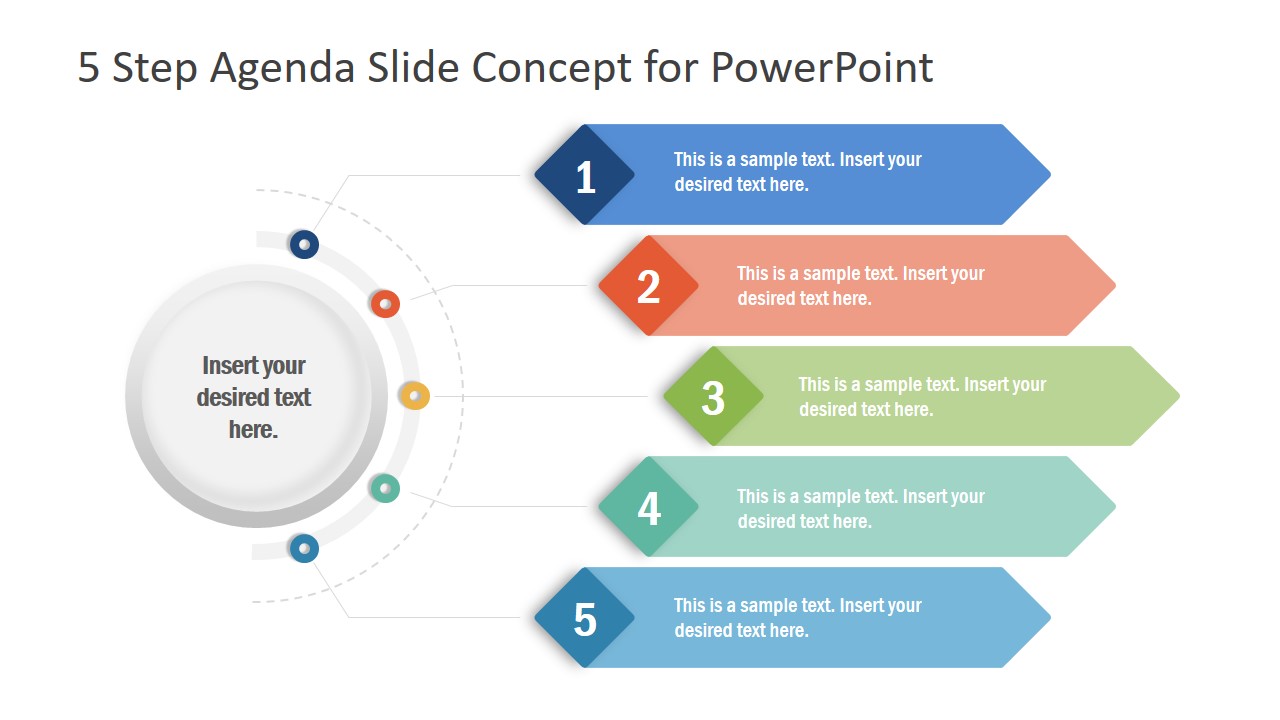 5 Step Agenda Slide Concept for PowerPoint
Insert your
desired text
here.
1
This is a sample text. Insert your
desired text here.
2
This is a sample text. Insert your
desired text here.
3
This is a sample text. Insert your
desired text here.
4
This is a sample text. Insert your
desired text here.
5
This is a sample text. Insert your
desired text here.